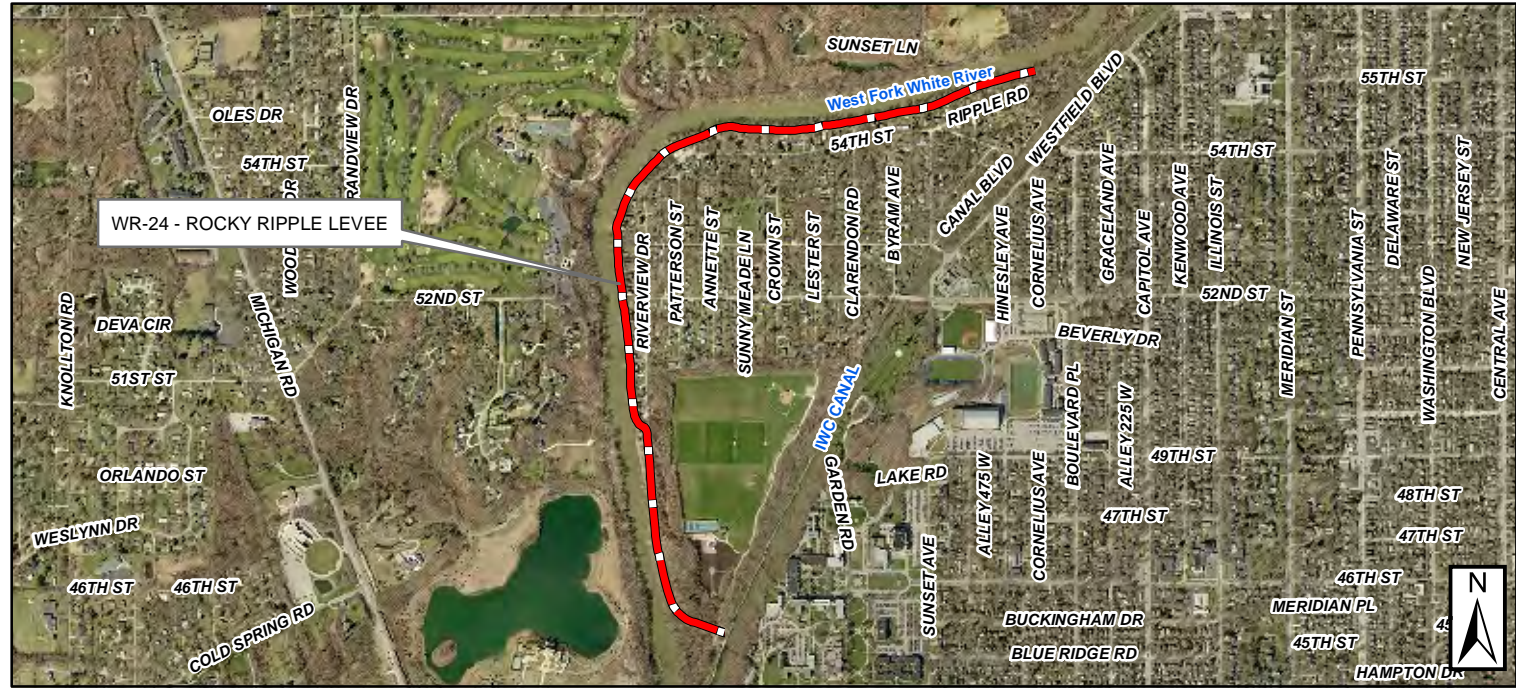 SUNSET LN
West Fork White River
WESTFIELD BLVD
55TH ST
OLES DR
RANDVIEW DR
RIPPLE RD
54TH ST
54TH ST
54TH ST
CANAL BLVD
NEW JERSEY ST
DELAWARE ST
WR-24 - ROCKY RIPPLE LEVEE
WOOD
DR
KNOLLTON RD
DEVA CIR
51ST ST
MICHIGAN RD
52ND ST
RIVERVIEW DR
PATTERSON ST
ANNETTE ST
SUNNY MEADE LN
CROWN ST
LESTER ST
CLARENDON RD
BYRAM AVE
HINESLEY AVE
CORNELIUS AVE
GRACELAND AVE
CAPITOL AVE
KENWOOD AVE
ILLINOIS ST
52ND ST
BEVERLY DR
MERIDIAN ST
PENNSYLVANIA ST
WASHINGTON BLVD
CENTRAL AVE
IWC CANAL
BOULEVARD PL
ALLEY 225 W
49TH ST
ORLANDO ST
WESLYNN DR
GARDEN RD
LAKE RD
ALLEY 475 W
CORNELIUS AVE
47TH ST
48TH ST
47TH ST
46TH ST
46TH ST
COLD SPRING RD
SUNSET AVE
BUCKINGHAM DR
BLUE RIDGE RD
46TH ST
MERIDIAN PL
45TH ST
45
HAMPTON DR
N